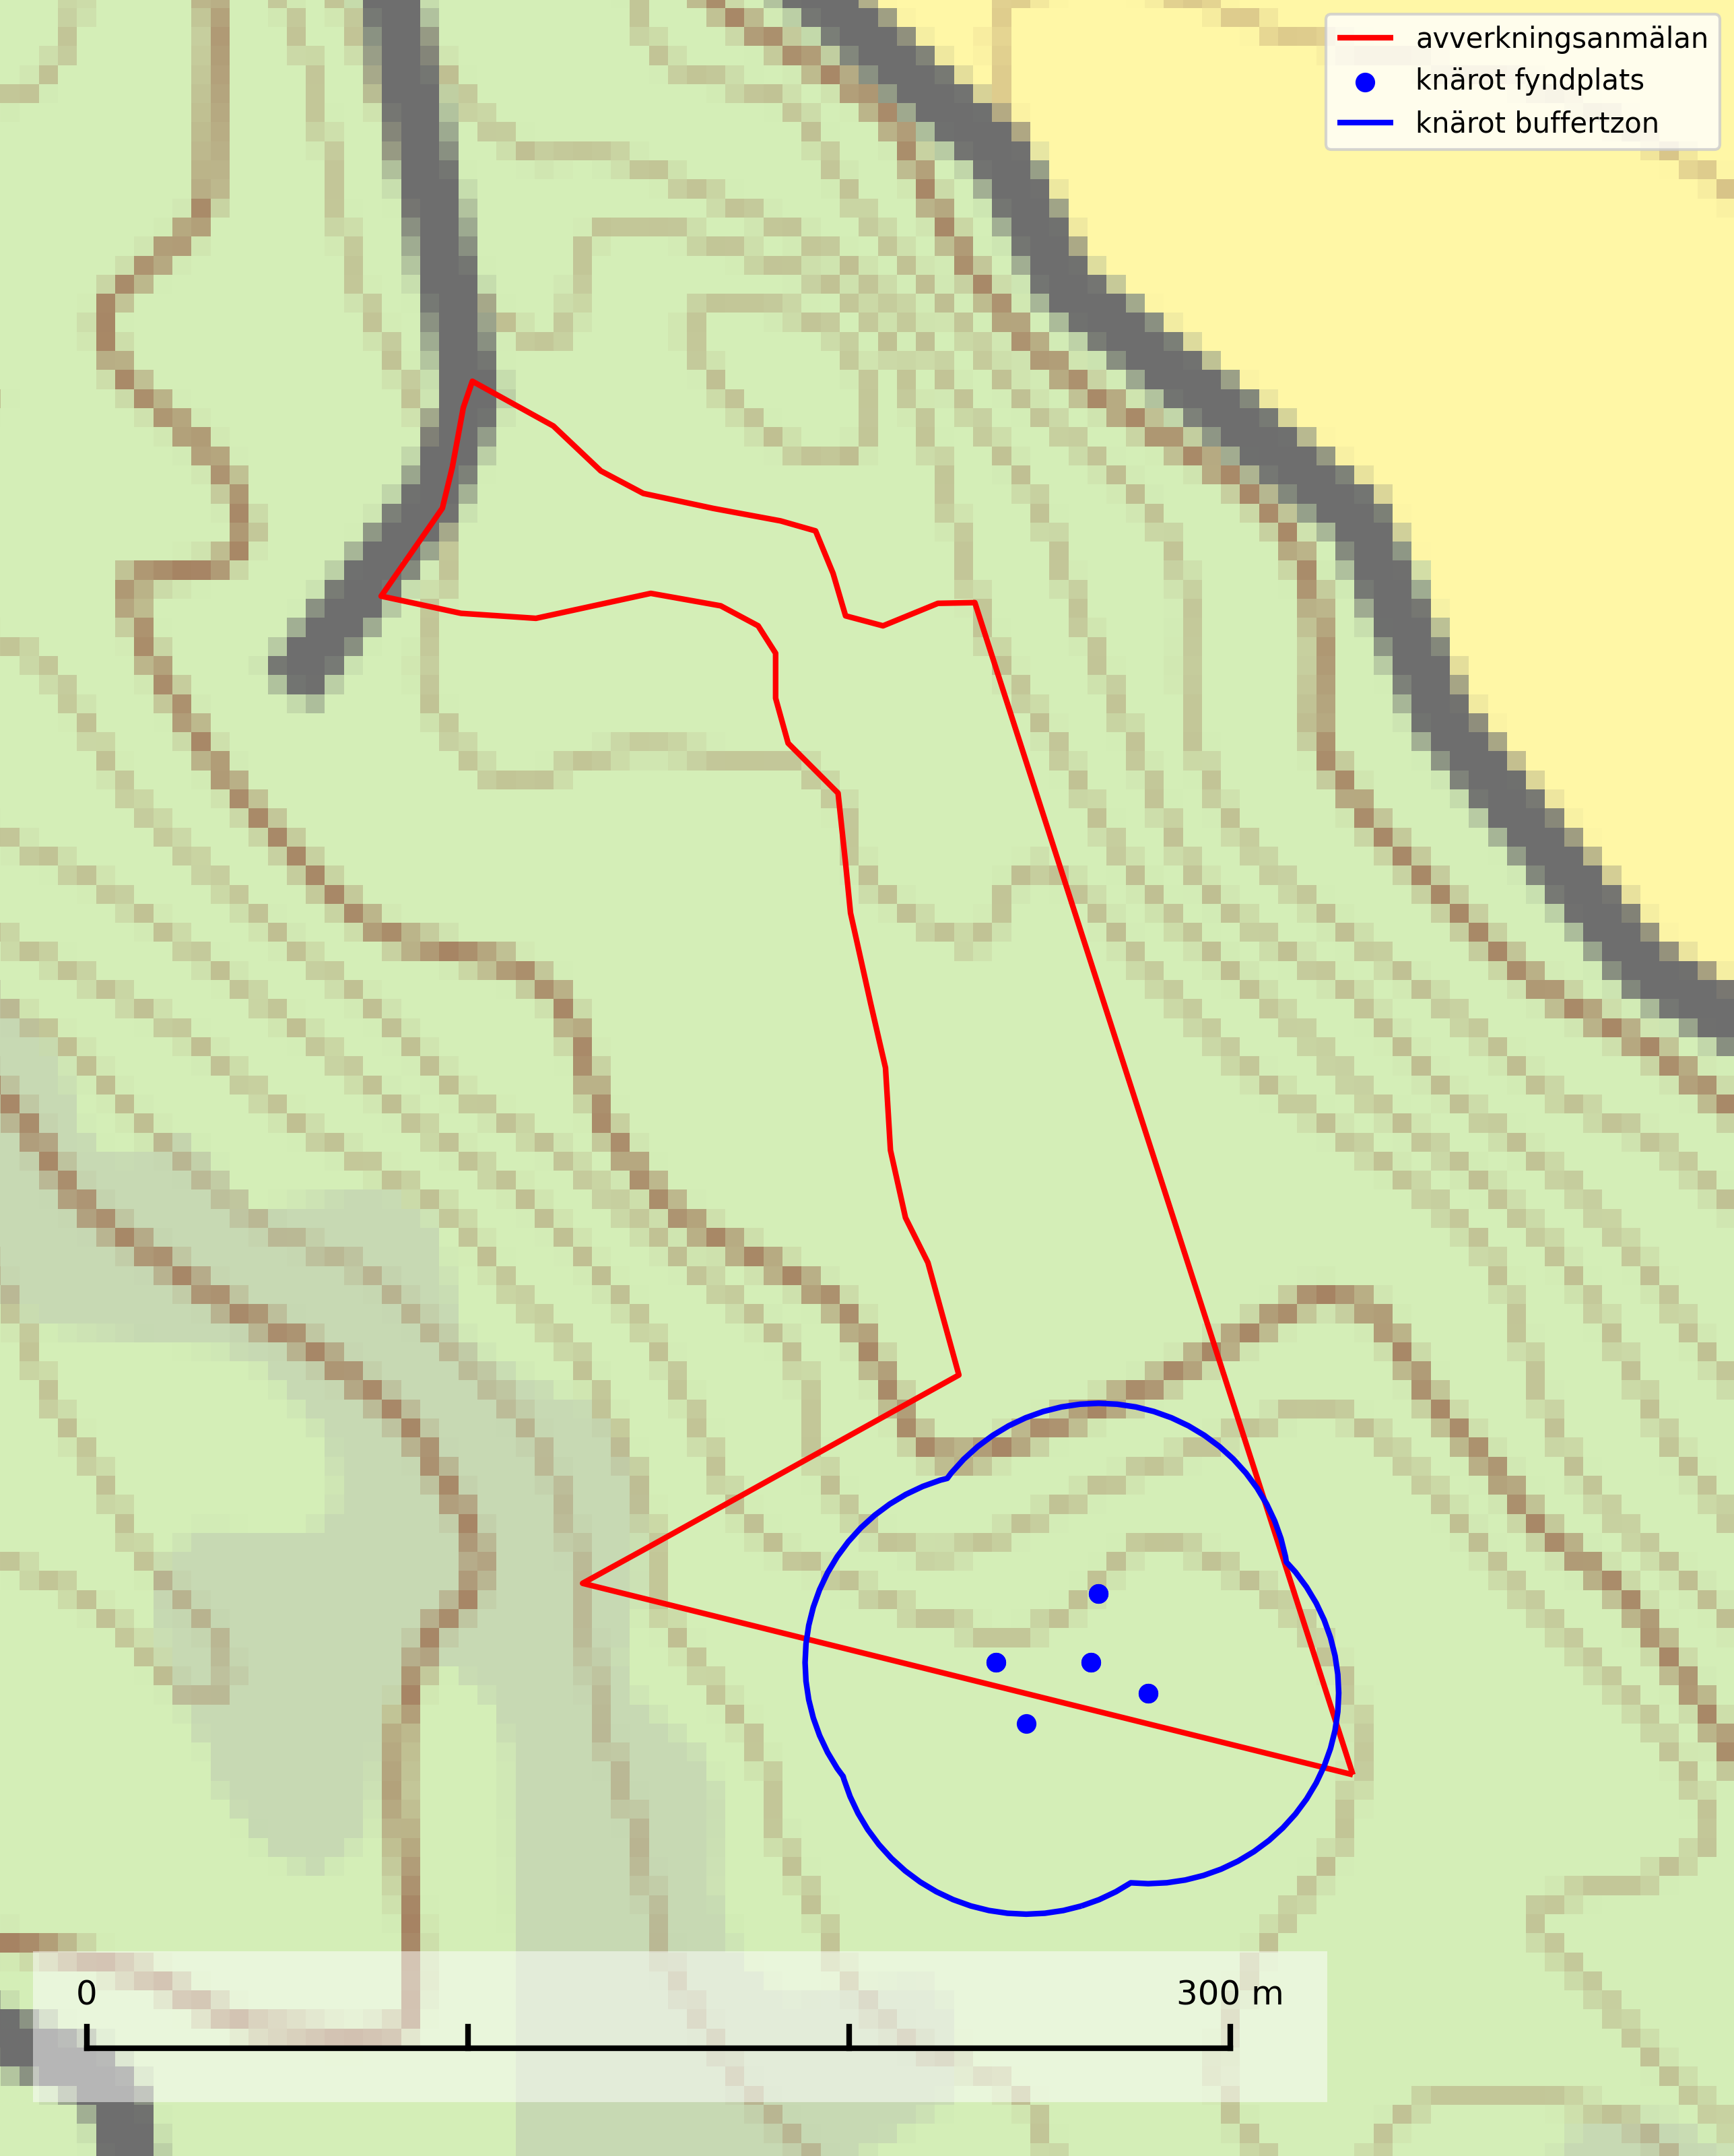 avverkningsanmälan
knärot fyndplats
knärot buffertzon
0 300 m